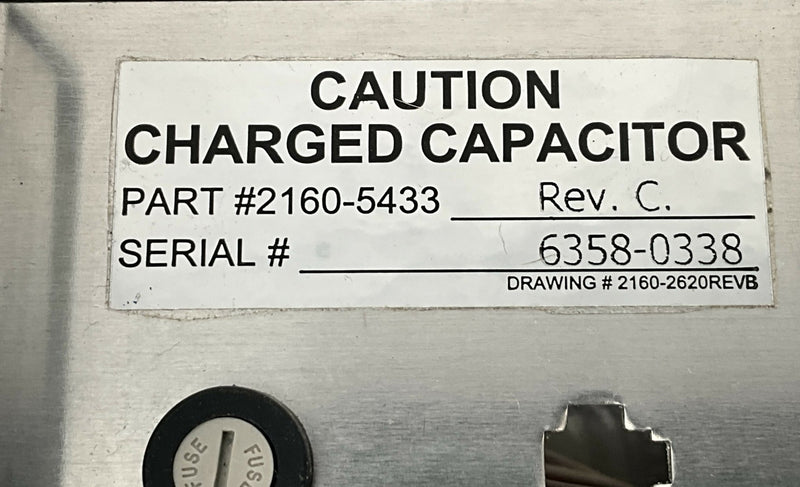 CAUTION
CHARGED CAPACITOR
PART #2160-5433 Rev. C.
SERIAL # 6358-0338
DRAWING # 2160-2620REVB
FUSE FUSE